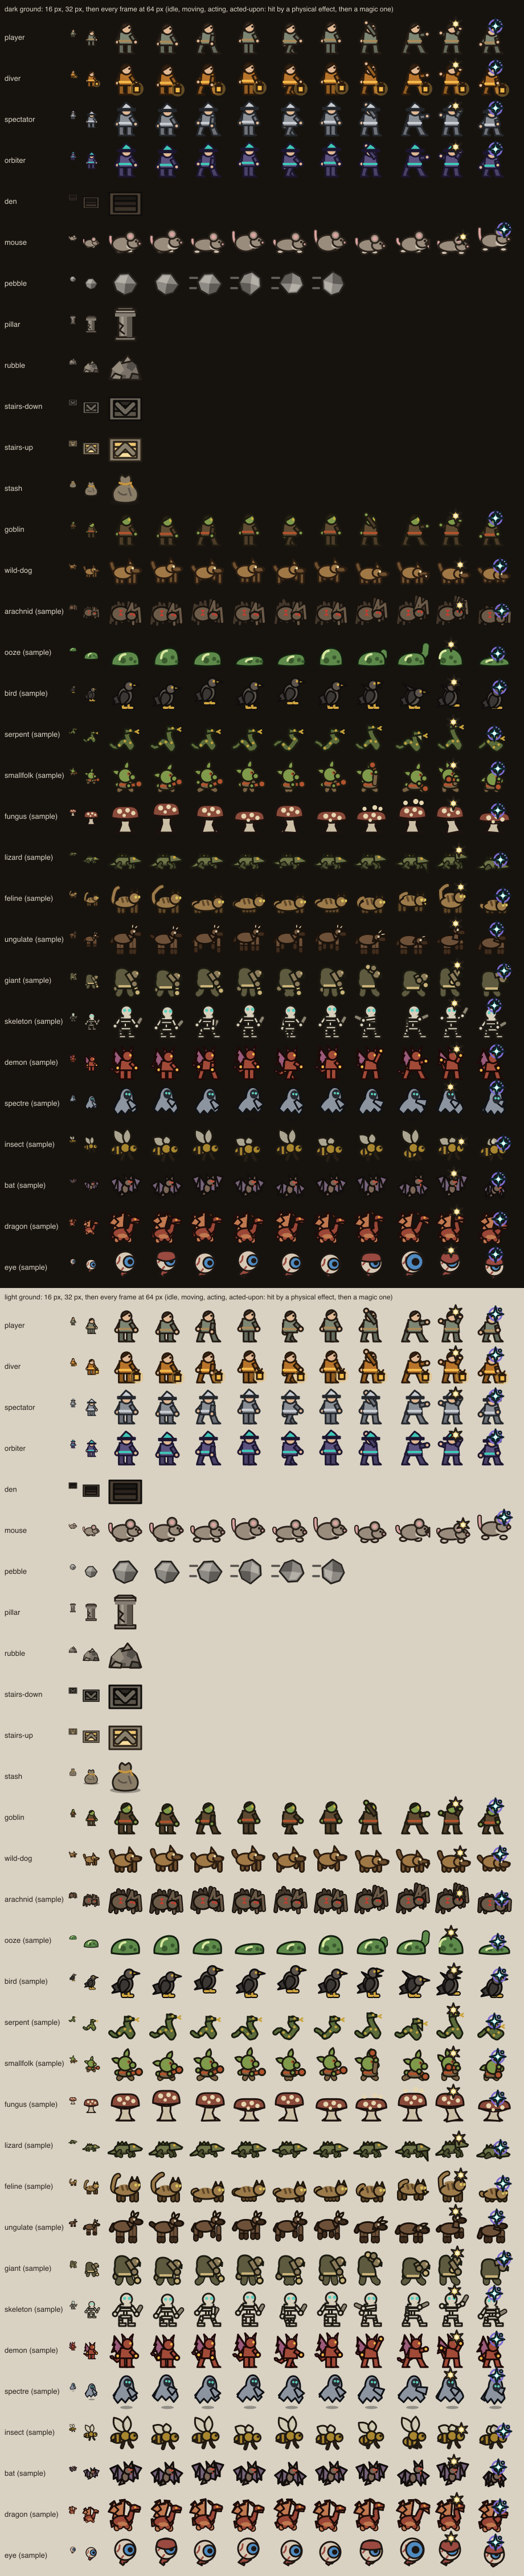 dark ground: 16 px, 32 px, then every frame at 64 px (idle, moving, acting, acted-upon: hit by a physical effect, then a magic one)
player
diver
spectator
orbiter
den
mouse
pebble
pillar
rubble
stairs-down
stairs-up
stash
goblin
wild-dog
arachnid (sample)
ooze (sample)
bird (sample)
serpent (sample)
smallfolk (sample)
fungus (sample)
lizard (sample)
feline (sample)
ungulate (sample)
giant (sample)
skeleton (sample)
demon (sample)
spectre (sample)
insect (sample)
bat (sample)
dragon (sample)
eye (sample)
light ground: 16 px, 32 px, then every frame at 64 px (idle, moving, acting, acted-upon: hit by a physical effect, then a magic one)
player
diver
spectator
orbiter
den
mouse
pebble
pillar
rubble
stairs-down
stairs-up
stash
goblin
wild-dog
arachnid (sample)
ooze (sample)
bird (sample)
serpent (sample)
smallfolk (sample)
fungus (sample)
lizard (sample)
feline (sample)
ungulate (sample)
giant (sample)
skeleton (sample)
demon (sample)
spectre (sample)
insect (sample)
bat (sample)
dragon (sample)
eye (sample)